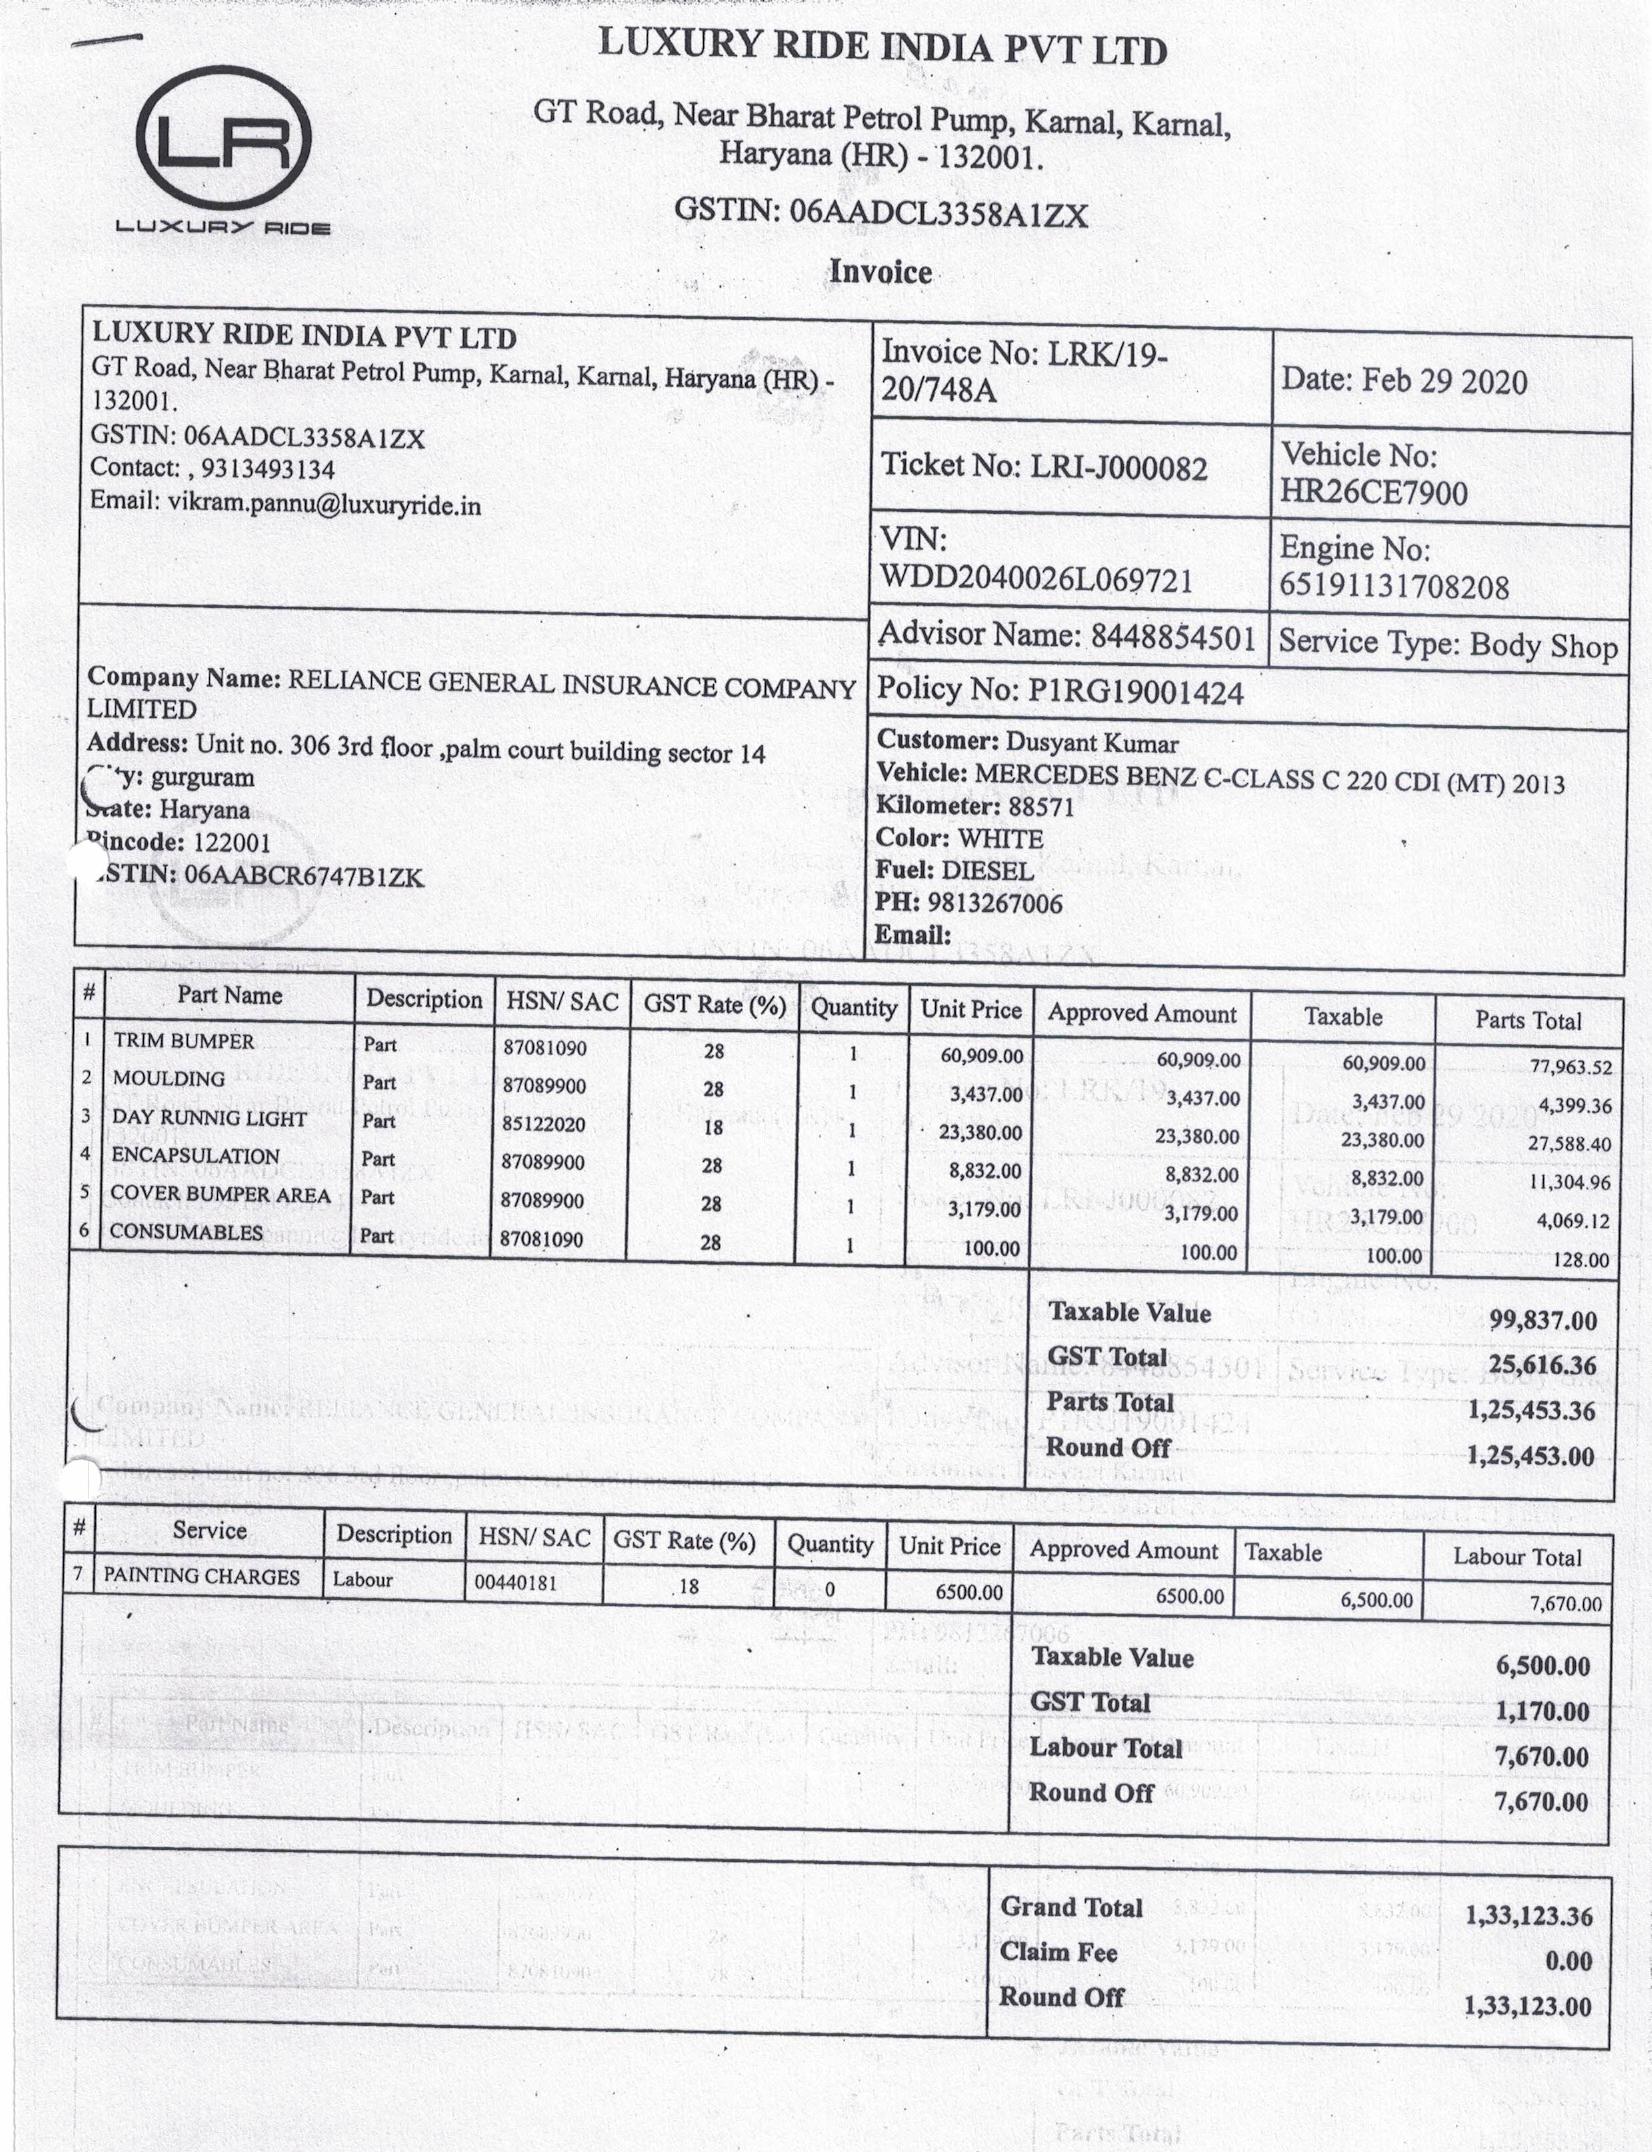 LUXURY RIDE INDIA PVT LTD
LR
LUXURY RIDE
GT Road, Near Bharat Petrol Pump, Karnal, Karnal,
Haryana (HR) - 132001.
GSTIN: 06AADCL3358A1ZX
Invoice
LUXURY RIDE INDIA PVT LTD
GT Road, Near Bharat Petrol Pump, Karnal, Karnal, Haryana (HR) -
132001.
GSTIN: 06AADCL3358A1ZX
Contact: , 9313493134
Email: vikram.pannu@luxuryride.in
Invoice No: LRK/19-
20/748A
Date: Feb 29 2020
Ticket No: LRI-J000082
Vehicle No:
HR26CE7900
VIN:
WDD2040026L069721
Engine No:
65191131708208
Advisor Name: 8448854501
Service Type: Body Shop
Policy No: P1RG19001424
Company Name: RELIANCE GENERAL INSURANCE COMPANY
LIMITED
Address: Unit no. 306 3rd floor ,palm court building sector 14
y: gurguram
ate: Haryana
Pincode: 122001
STIN: 06AABCR6747B1ZK
Customer: Dusyant Kumar
Vehicle: MERCEDES BENZ C-CLASS C 220 CDI (MT) 2013
Kilometer: 88571
Color: WHITE
Fuel: DIESEL
PH: 9813267006
Email:
# Part Name Description HSN/ SAC GST Rate (%) Quantity Unit Price Approved Amount Taxable Parts Total
1 TRIM BUMPER Part 87081090 28 1 60,909.00 60,909.00 60,909.00 77,963.52
2 MOULDING Part 87089900 28 1 3,437.00 3,437.00 3,437.00 4,399.36
3 DAY RUNNIG LIGHT Part 85122020 18 1 23,380.00 23,380.00 23,380.00 27,588.40
4 ENCAPSULATION Part 87089900 28 1 8,832.00 8,832.00 8,832.00 11,304.96
5 COVER BUMPER AREA Part 87089900 28 1 3,179.00 3,179.00 3,179.00 4,069.12
6 CONSUMABLES Part 87081090 28 1 100.00 100.00 100.00 128.00
Taxable Value 99,837.00
GST Total 25,616.36
Parts Total 1,25,453.36
Round Off 1,25,453.00
# Service Description HSN/ SAC GST Rate (%) Quantity Unit Price Approved Amount Taxable Labour Total
7 PAINTING CHARGES Labour 00440181 18 0 6500.00 6500.00 6,500.00 7,670.00
Taxable Value 6,500.00
GST Total 1,170.00
Labour Total 7,670.00
Round Off 7,670.00
Grand Total 1,33,123.36
Claim Fee 0.00
Round Off 1,33,123.00